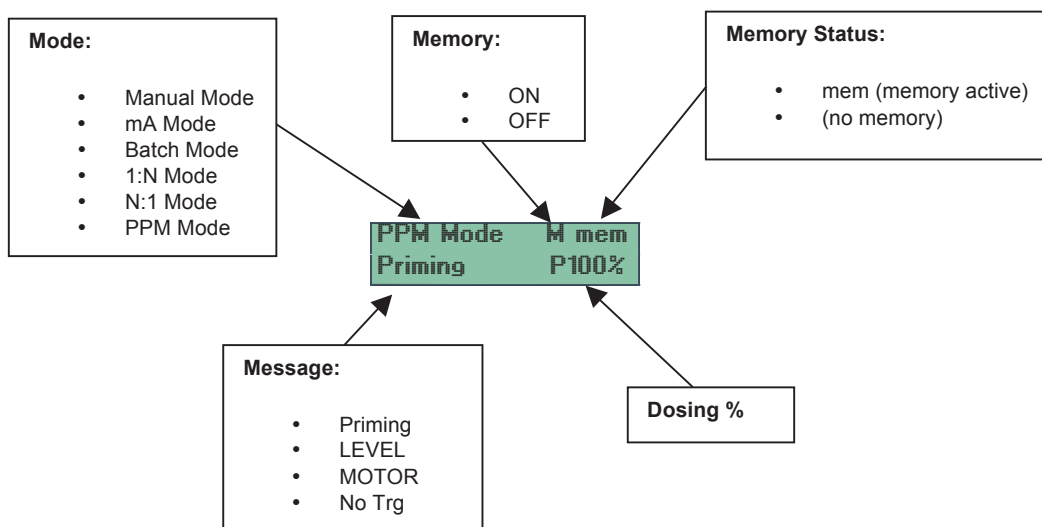 Mode:
• Manual Mode
• mA Mode
• Batch Mode
• 1:N Mode
• N:1 Mode
• PPM Mode
Memory:
• ON
• OFF
Memory Status:
• mem (memory active)
• (no memory)
PPM Mode M mem
Priming P100%
Message:
• Priming
• LEVEL
• MOTOR
• No Trg
Dosing %